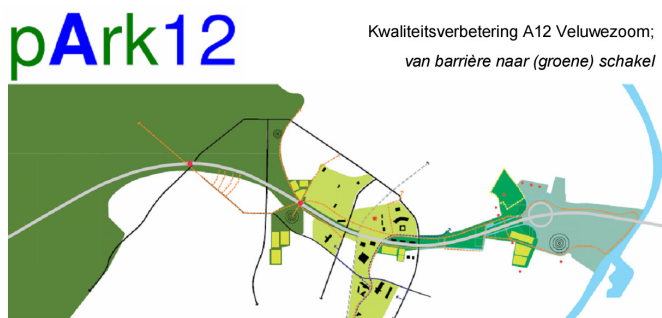 pArk12
Kwaliteitsverbetering A12 Veluwezoom;
van barrière naar (groene) schakel